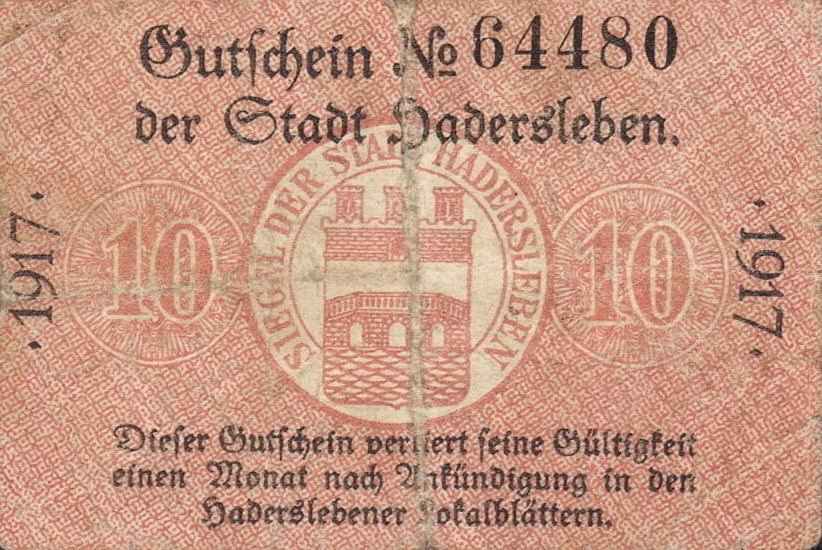 Gutschein № 64480
der Stadt Hadersleben.
SIEGEL DER STADT HADERSLEBEN
·1917·
10
10
·1917·
Dieser Gutschein verliert seine Gültigkeit
einen Monat nach Ankündigung in den
Haderslebener Lokalblättern.